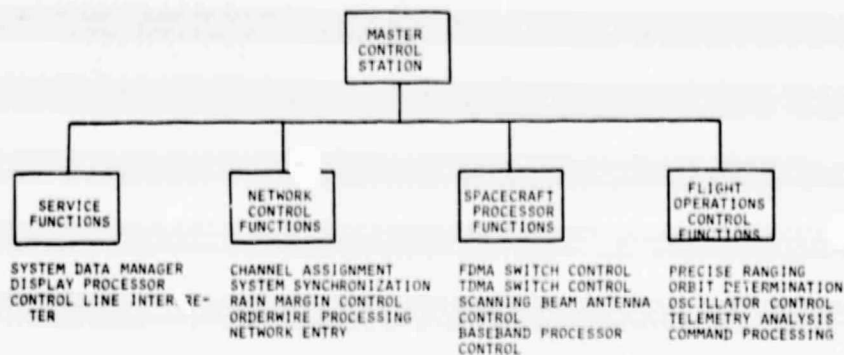 MASTER
CONTROL
STATION
SERVICE
FUNCTIONS
NETWORK
CONTROL
FUNCTIONS
SPACECRAFT
PROCESSOR
FUNCTIONS
FLIGHT
OPERATIONS
CONTROL
FUNCTIONS
SYSTEM DATA MANAGER
DISPLAY PROCESSOR
CONTROL LINE
TER
CHANNEL ASSIGNMENT
SYSTEM SYNCHRONIZATION
RAIN MARGIN CONTROL
ORDERWIRE PROCESSING
NETWORK ENTRY
FDMA SWITCH CONTROL
TDMA SWITCH CONTROL
SCANNING BEAM ANTENNA
CONTROL
BASEBAND PROCESSOR
CONTROL
PRECISE RANGING
ORBIT DETERMINATION
OSCILLATOR CONTROL
TELEMETRY ANALYSIS
COMMAND PROCESSING